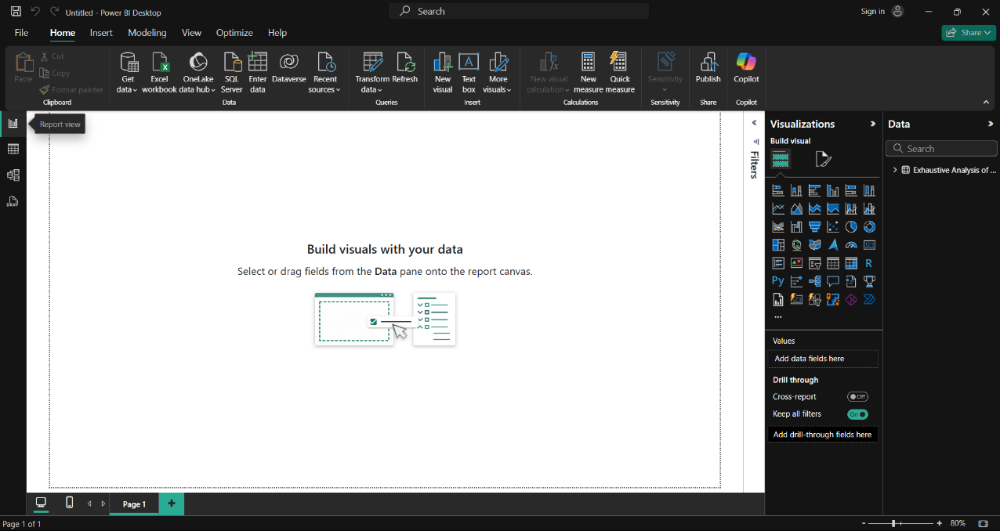 Untitled - Power BI Desktop
Search
Sign in
File Home Insert Modeling View Optimize Help
Share
Paste
Cut
Copy
Format painter
Clipboard
Get data
Excel workbook
OneLake data hub
SQL Server
Enter data
Dataverse
Recent sources
Data
Transform data
Refresh
Queries
New visual
Text box
More visuals
Insert
New visual calculation
New measure
Quick measure
Calculations
Sensitivity
Sensitivity
Publish
Share
Copilot
Copilot
Report view
Build visuals with your data
Select or drag fields from the Data pane onto the report canvas.
Filters
Visualizations
Build visual
123
R
Py
123
Values
Add data fields here
Drill through
Cross-report
Off
Keep all filters
On
Add drill-through fields here
Data
Search
Exhaustive Analysis of ...
DAX
A
Page 1
Page 1 of 1
80%